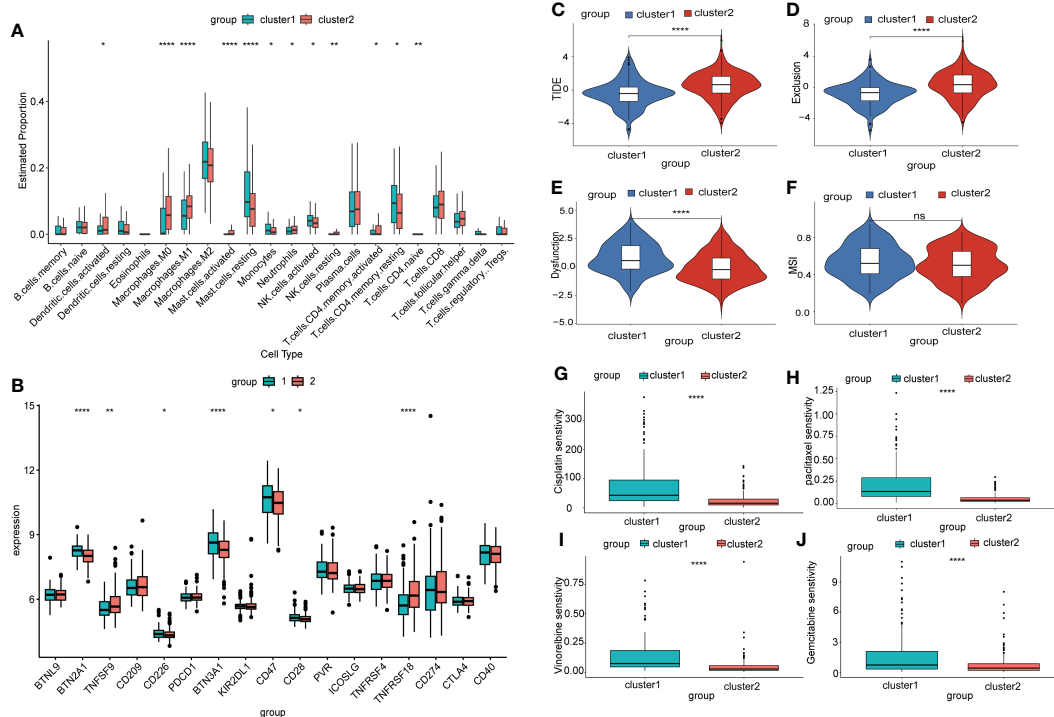 A
group cluster1 cluster2
* **** **** **** **** * * * ** * * **
Estimated Proportion
0.4
0.2
0.0
B.cells.memory
B.cells.naive
Dendritic.cells.activated
Dendritic.cells.resting
Eosinophils
Macrophages.M0
Macrophages.M1
Macrophages.M2
Mast.cells.activated
Mast.cells.resting
Monocytes
Neutrophils
NK.cells.activated
NK.cells.resting
Plasma.cells
T.cells.CD4.memory.activated
T.cells.CD4.memory.resting
T.cells.CD4.naive
T.cells.CD8
T.cells.follicular.helper
T.cells.gamma.delta
T.cells.regulatory..Tregs.
Cell Type
B
group 1 2
**** ** * **** * * ****
expression
15
12
9
6
BTNL9
BTN2A1
TNFSF9
CD209
CD226
PDCD1
BTN3A1
KIR2DL1
CD47
CD28
PVR
ICOSLG
TNFRSF4
TNFRSF18
CD274
CTLA4
CD40
group
C
group cluster1 cluster2
****
TIDE
4
0
−4
cluster1 cluster2
group
D
group cluster1 cluster2
****
Exclusion
8
4
0
−4
cluster1 cluster2
group
E
group cluster1 cluster2
****
Dysfunction
5.0
2.5
0.0
−2.5
−5.0
cluster1 cluster2
group
F
group cluster1 cluster2
ns
MSI
0.8
0.4
0.0
cluster1 cluster2
group
G
group cluster1 cluster2
****
Cisplatin senstivity
300
200
100
0
cluster1 cluster2
group
H
group cluster1 cluster2
****
paclitaxel senstivity
1.25
1.00
0.75
0.50
0.25
0.00
cluster1 cluster2
group
I
group cluster1 cluster2
****
Vinorelbine senstivity
0.75
0.50
0.25
0.00
cluster1 cluster2
group
J
group cluster1 cluster2
****
Gemcitabine senstivity
9
6
3
0
cluster1 cluster2
group